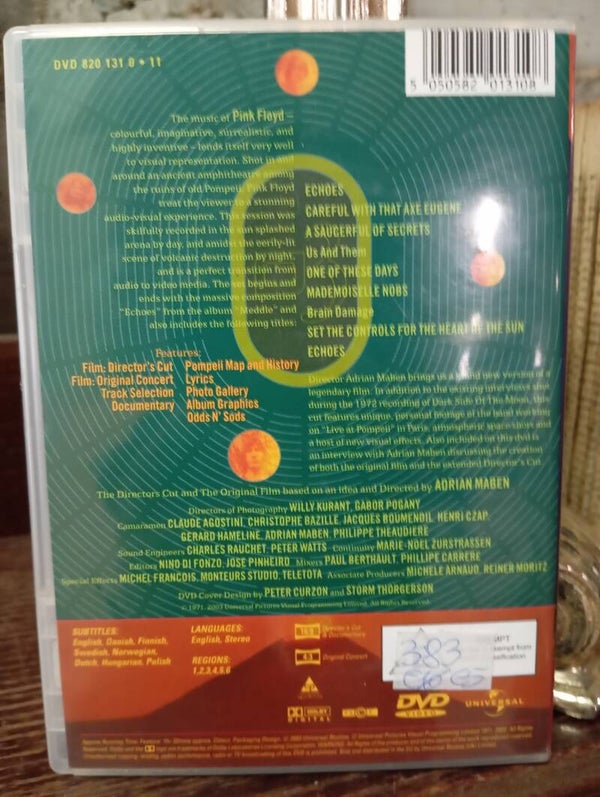 DVD 820 131 0 • 11
5 050582 013108
The music of Pink Floyd –
colourful, imaginative, surrealistic, and
highly inventive – lends itself very well
to visual representation. Shot in and
around an ancient amphitheatre among
the ruins of old Pompeii, Pink Floyd
treat the viewer to a stunning
audio-visual experience. This session was
skilfully recorded in the sun splashed
arena by day, and amidst the eerily-lit
scene of volcanic destruction by night,
and is a perfect transition from
audio to video media. The set begins and
ends with the massive composition
"Echoes" from the album "Meddle" and
also includes the following titles:
ECHOES
CAREFUL WITH THAT AXE EUGENE
A SAUCERFUL OF SECRETS
Us And Them
ONE OF THESE DAYS
MADEMOISELLE NOBS
Brain Damage
SET THE CONTROLS FOR THE HEART OF THE SUN
ECHOES
Features:
Film: Director's Cut Pompeii Map and History
Film: Original Concert Lyrics
Track Selection Photo Gallery
Documentary Album Graphics
Odds N' Sods
Director Adrian Maben brings us a brand new version of a
legendary film. In addition to the existing interviews shot
during the 1972 recording of Dark Side Of The Moon, this
cut features unique, personal footage of the band working
on "Live at Pompeii" in Paris, atmospheric space shots and
a host of new visual effects. Also included on this dvd is
an interview with Adrian Maben discussing the creation
of both the original film and the extended Director's Cut.
The Directors Cut and The Original Film based on an idea and Directed by ADRIAN MABEN
Directors of Photography WILLY KURANT, GABOR POGANY
Cameramen CLAUDE AGOSTINI, CHRISTOPHE BAZILLE, JACQUES BOUMENDIL, HENRI CZAP,
GERARD HAMELINE, ADRIAN MABEN, PHILIPPE THEAUDIERE
Sound Engineers CHARLES RAUCHET, PETER WATTS Continuity MARIE-NOEL ZURSTRASSEN
Editors NINO DI FONZO, JOSE PINHEIRO Mixers PAUL BERTHAULT, PHILLIPE CARRERE
Special Effects MICHEL FRANCOIS, MONTEURS STUDIO, TELETOTA Associate Producers MICHELE ARNAUD, REINER MORITZ
DVD Cover Design by PETER CURZON and STORM THORGERSON
© 1971, 2003 Universal Pictures Visual Programming Limited. All Rights Reserved.
SUBTITLES:
English, Danish, Finnish,
Swedish, Norwegian,
Dutch, Hungarian, Polish
LANGUAGES:
English, Stereo
REGIONS:
1,2,3,4,5,6
16:9 Director's Cut
& Documentary
4:3 Original Concert
383
DOLBY
DIGITAL
DVD
VIDEO
UNIVERSAL